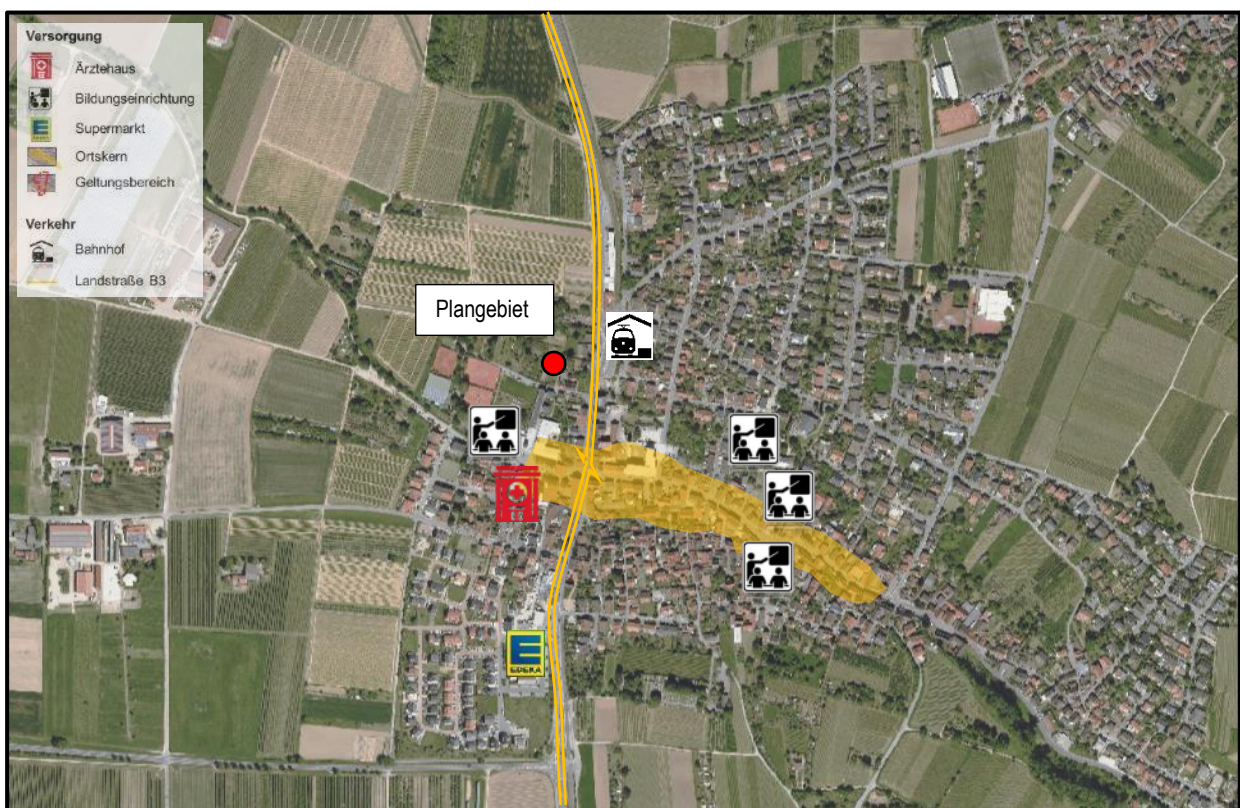 Versorgung
Ärztehaus
Bildungseinrichtung
Supermarkt
Ortskern
Geltungsbereich
Verkehr
Bahnhof
Landstraße B3
Plangebiet
EDEKA